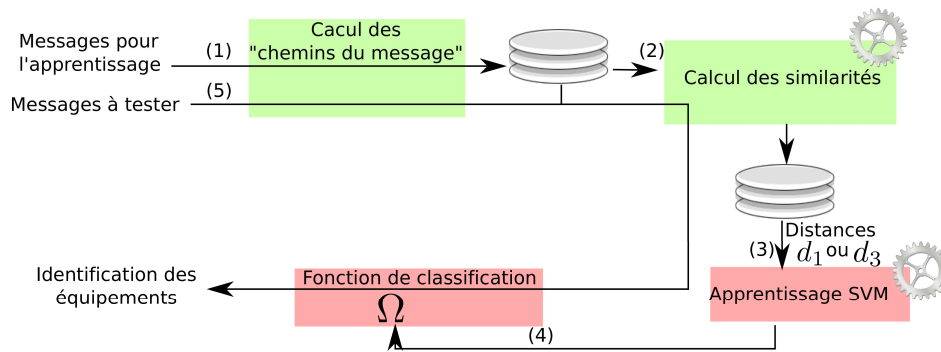 Messages pour
l'apprentissage
(1)
Cacul des
"chemins du message"
(2)
Calcul des similarités
Messages à tester
(5)
Distances
(3)
d1 ou d3
Identification des
équipements
Fonction de classification
Ω
Apprentissage SVM
(4)